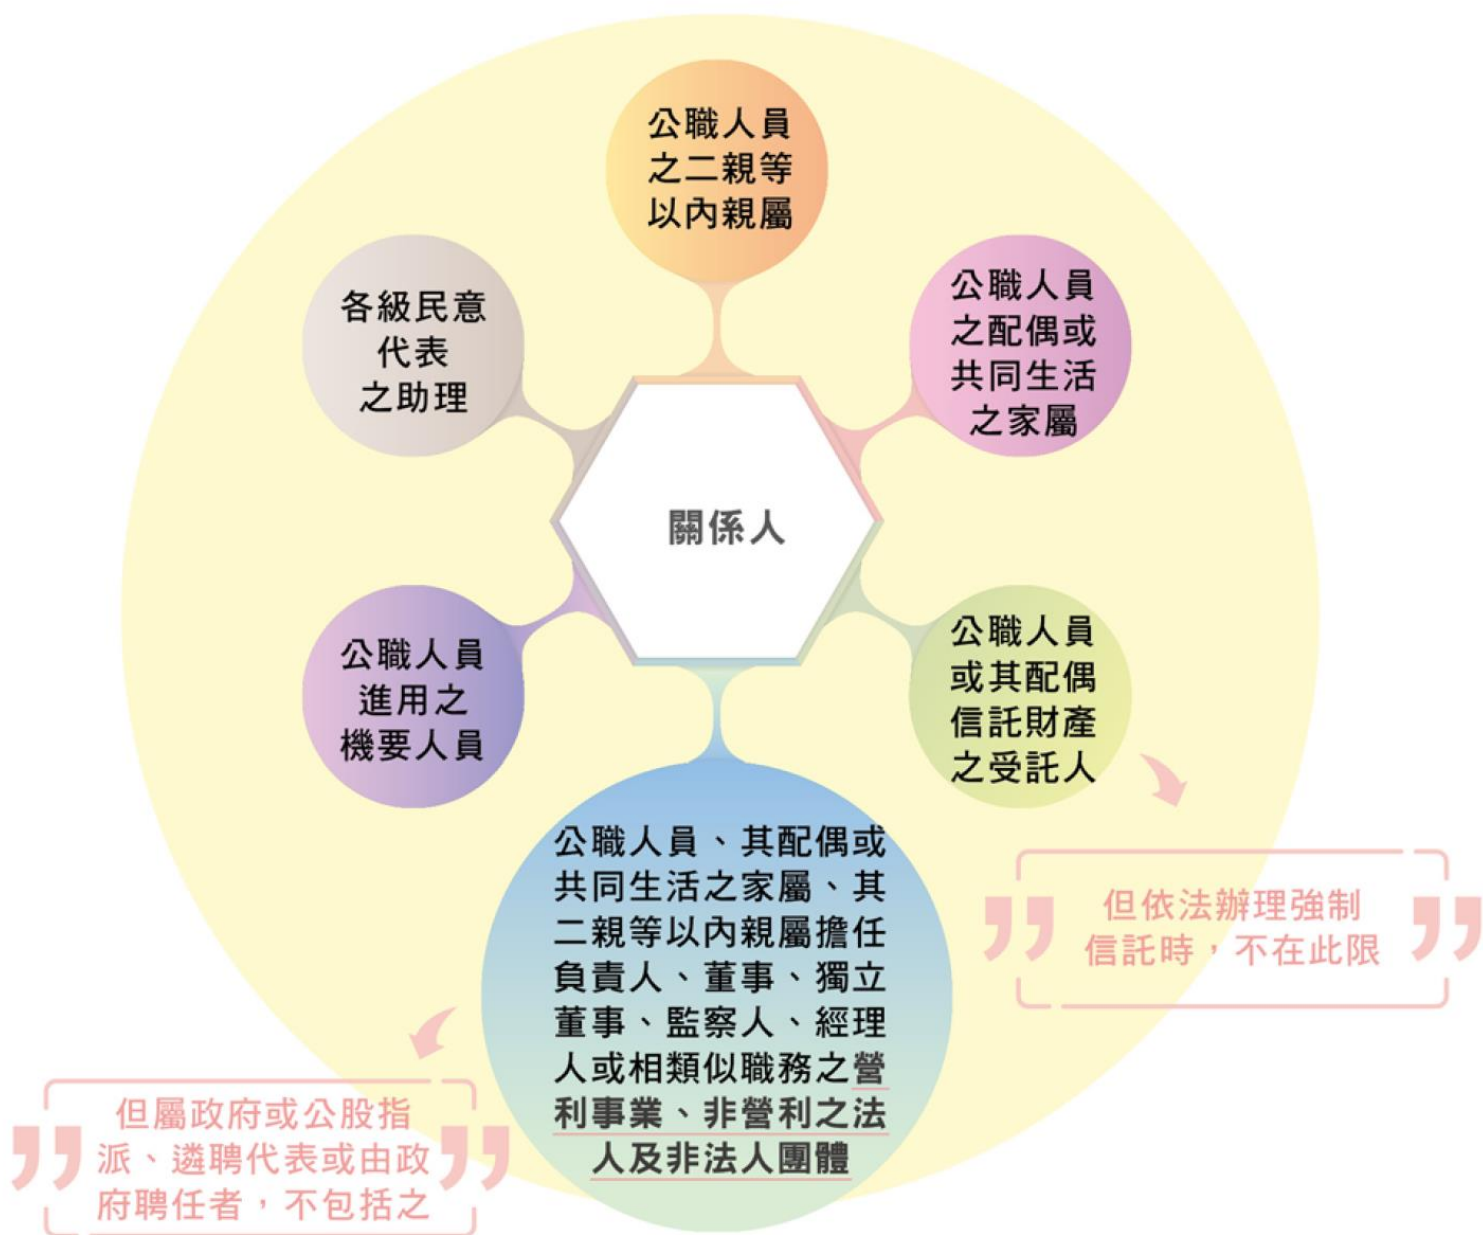 公職人員
之二親等
以內親屬
各級民意
代表
之助理
公職人員
之配偶或
共同生活
之家屬
關係人
公職人員
進用之
機要人員
公職人員
或其配偶
信託財產
之受託人
公職人員、其配偶或
共同生活之家屬、其
二親等以內親屬擔任
負責人、董事、獨立
董事、監察人、經理
人或相類似職務之營
利事業、非營利之法
人及非法人團體
但依法辦理強制
信託時，不在此限
但屬政府或公股指
派、遴聘代表或由政
府聘任者，不包括之